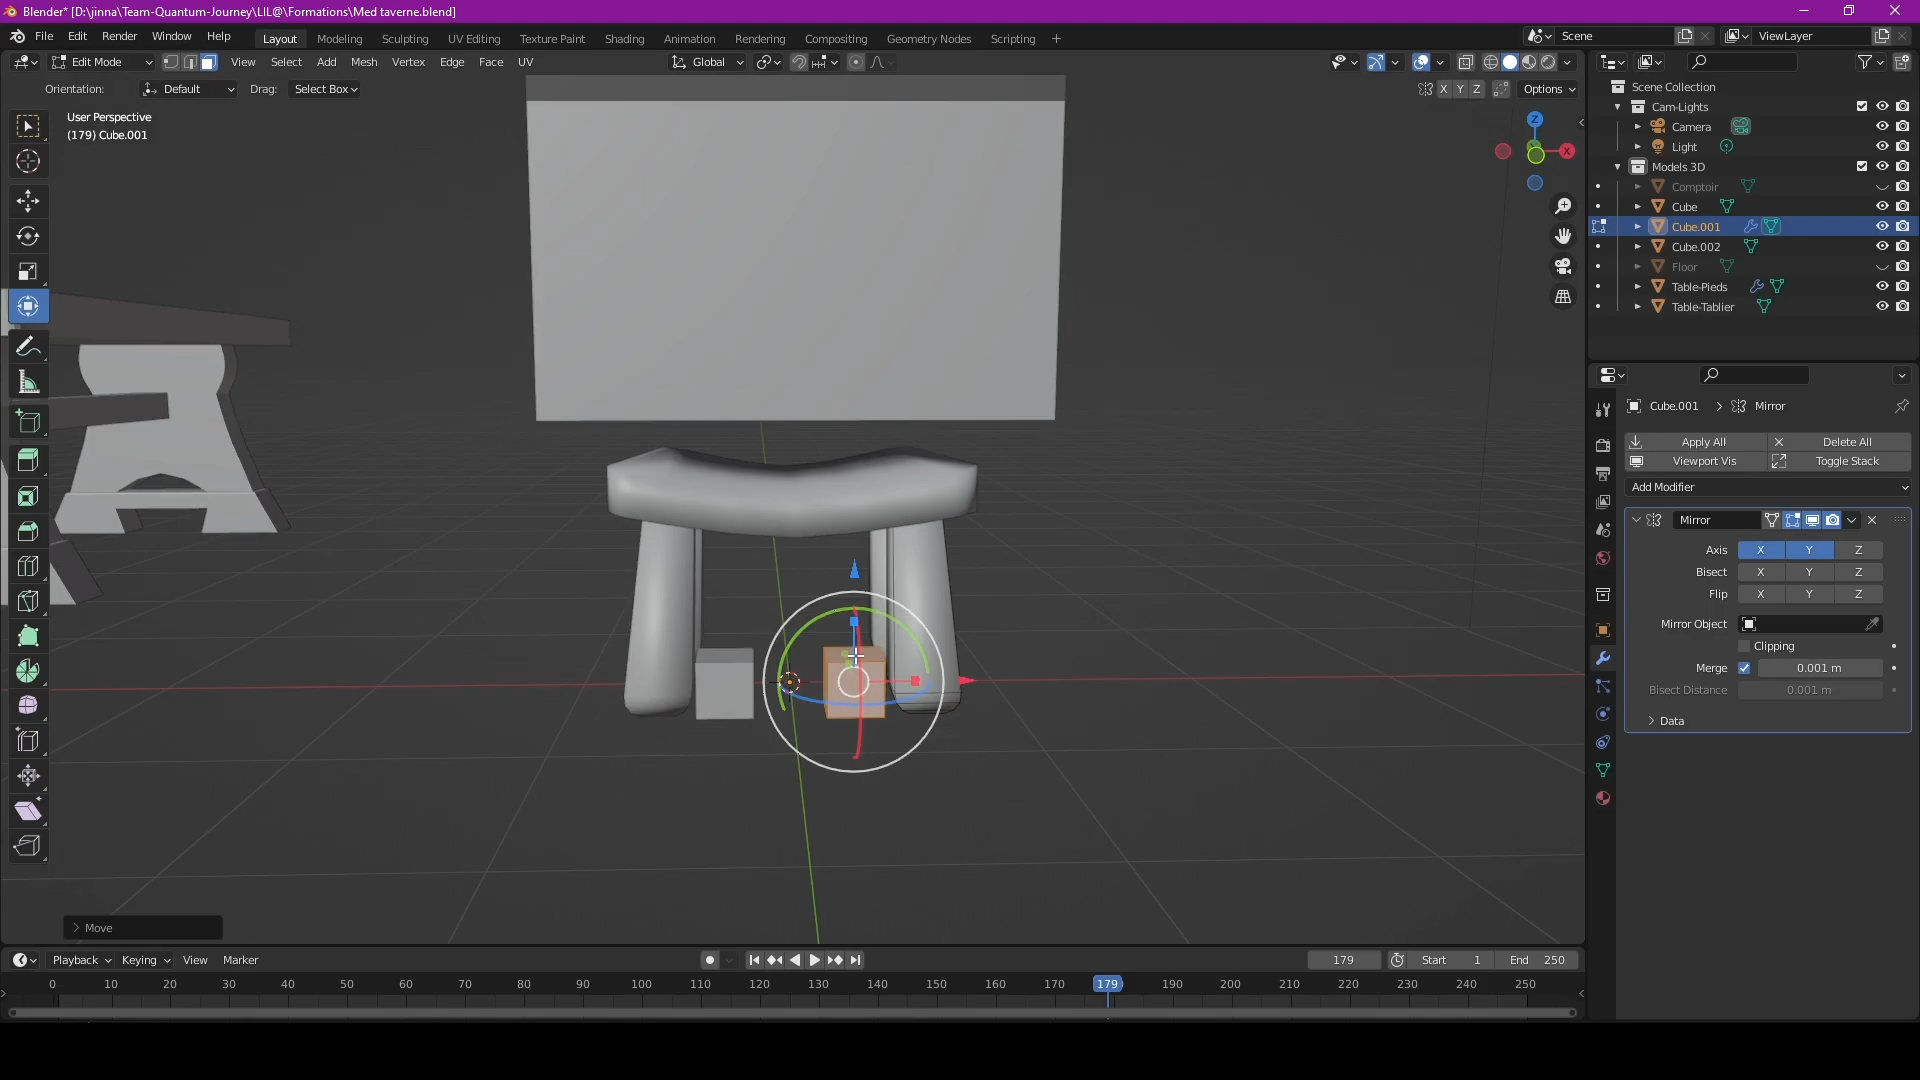 Blender* [D:\jinna\Team-Quantum-Journey\LIL@\Formations\Med taverne.blend]
File Edit Render Window Help Layout Modeling Sculpting UV Editing Texture Paint Shading Animation Rendering Compositing Geometry Nodes Scripting + Scene ViewLayer
Edit Mode View Select Add Mesh Vertex Edge Face UV Global
Orientation: Default Drag: Select Box X Y Z Options
User Perspective
(179) Cube.001
Z
X
Scene Collection
Cam-Lights
Camera
Light
Models 3D
Comptoir
Cube
Cube.001
Cube.002
Floor
Table-Pieds
Table-Tablier
Cube.001 > Mirror
Apply All Delete All
Viewport Vis Toggle Stack
Add Modifier
Mirror
Axis X Y Z
Bisect X Y Z
Flip X Y Z
Mirror Object
Clipping
Merge 0.001 m
Bisect Distance 0.001 m
Data
Move
Playback Keying View Marker 179 Start 1 End 250
0 10 20 30 40 50 60 70 80 90 100 110 120 130 140 150 160 170 179 190 200 210 220 230 240 250